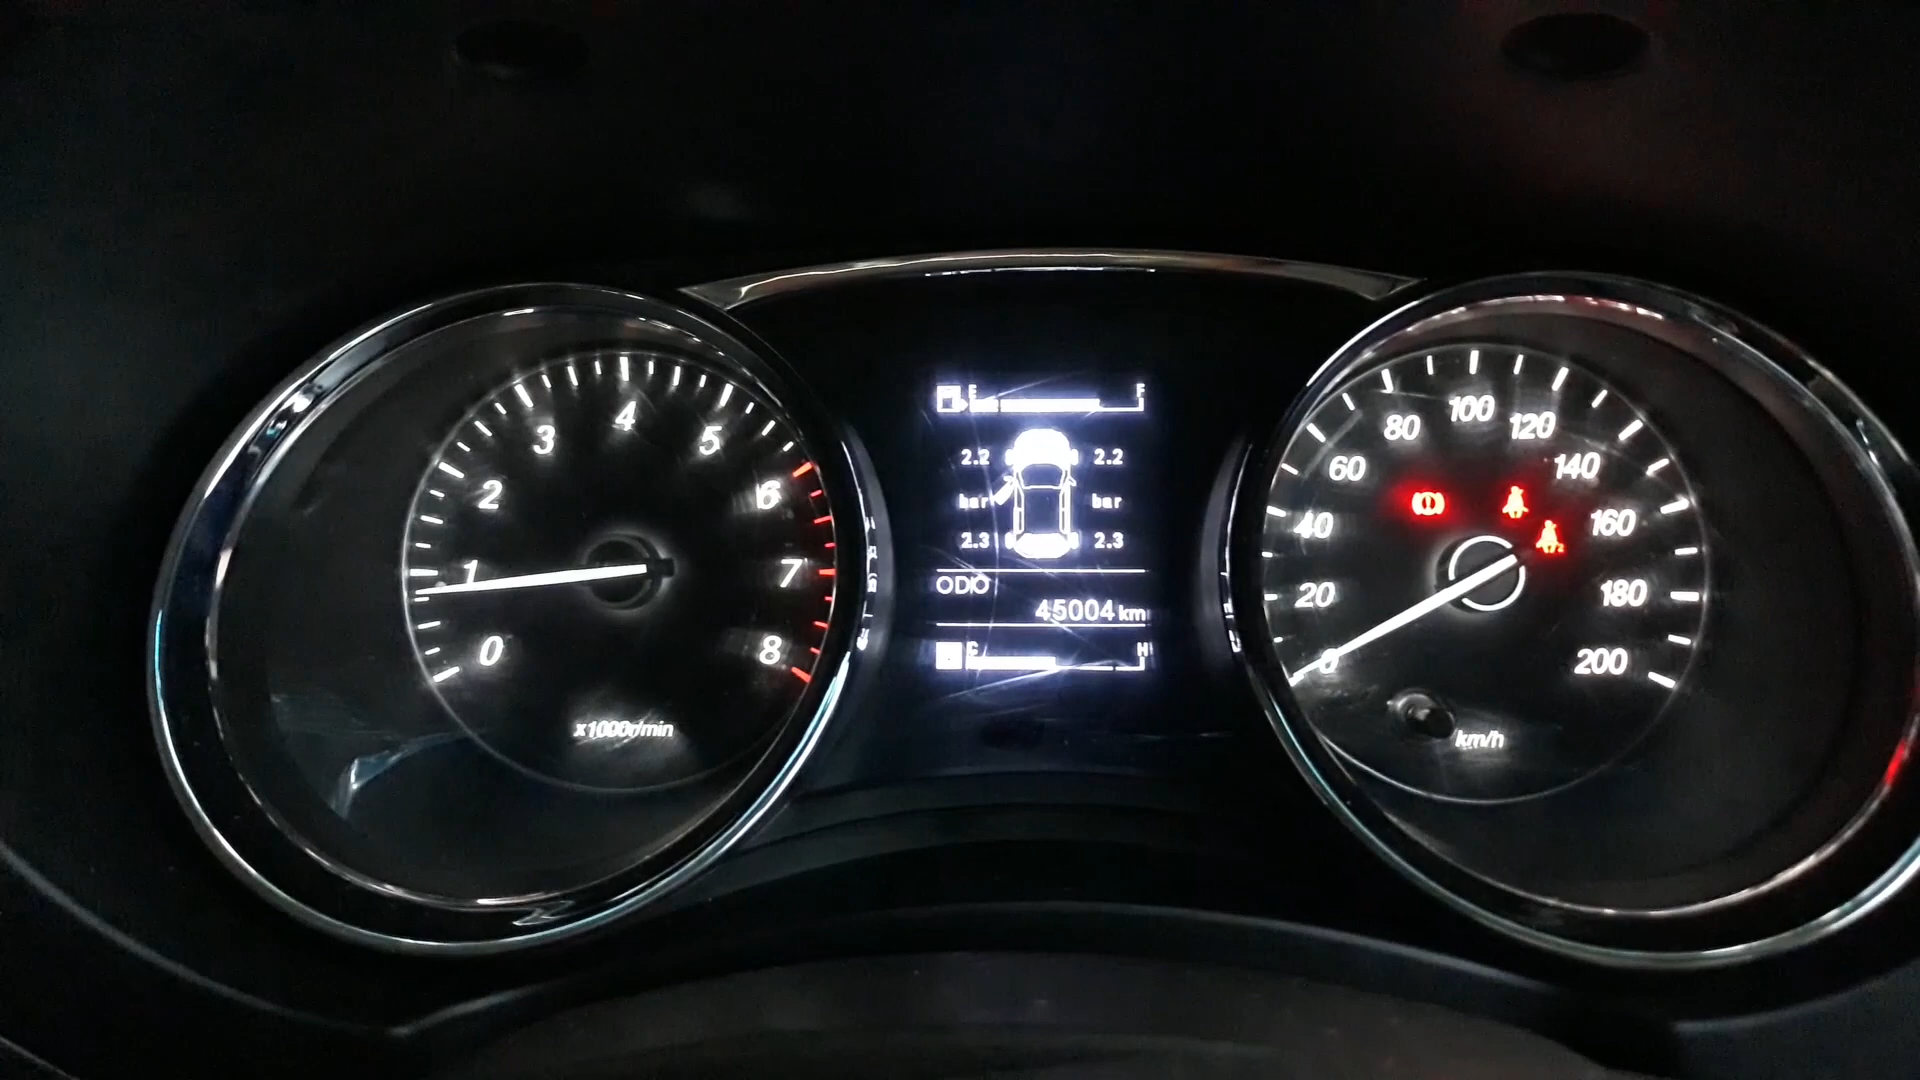 0 1 2 3 4 5 6 7 8
x1000r/min
E F
2.2 2.2
bar bar
2.3 2.3
ODO
45004 km
C H
0 20 40 60 80 100 120 140 160 180 200
km/h